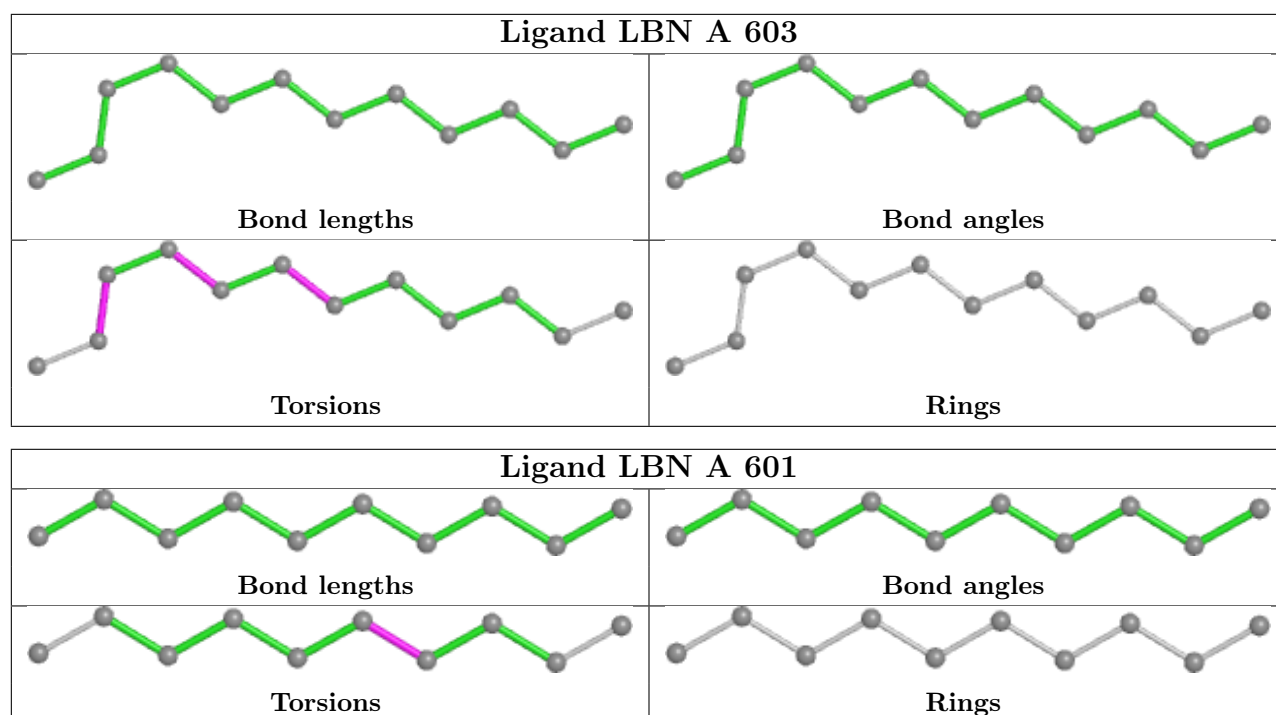 Ligand LBN A 603
Bond lengths
Bond angles
Torsions
Rings
Ligand LBN A 601
Bond lengths
Bond angles
Torsions
Rings